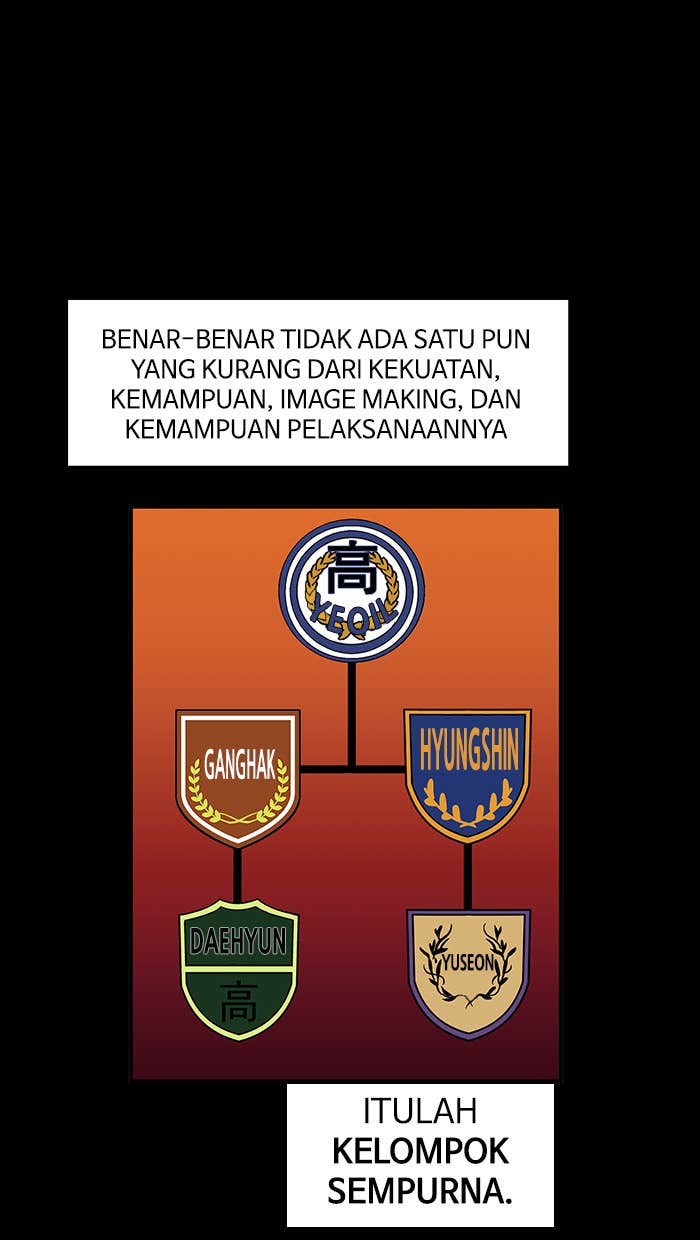 BENAR-BENAR TIDAK ADA SATU PUN
YANG KURANG DARI KEKUATAN,
KEMAMPUAN, IMAGE MAKING, DAN
KEMAMPUAN PELAKSANAANNYA
高
YEQIL
GANGHAK
HYUNGSHIN
DAEHYUN
高
YUSEON
ITULAH
KELOMPOK
SEMPURNA.